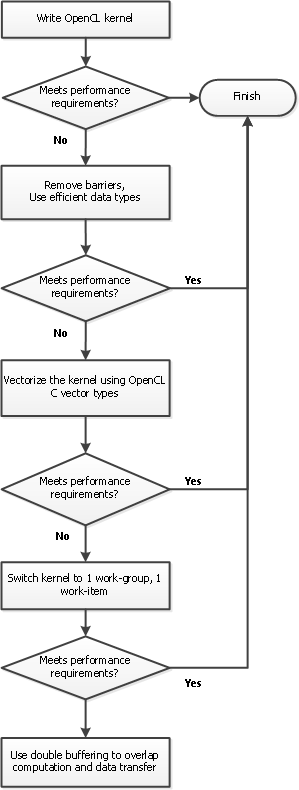 Write OpenCL kernel
Meets performance
requirements?
Finish
No
Remove barriers,
Use efficient data types
Meets performance
requirements?
Yes
No
Vectorize the kernel using OpenCL
C vector types
Meets performance
requirements?
Yes
No
Switch kernel to 1 work-group, 1
work-item
Meets performance
requirements?
Yes
Use double buffering to overlap
computation and data transfer